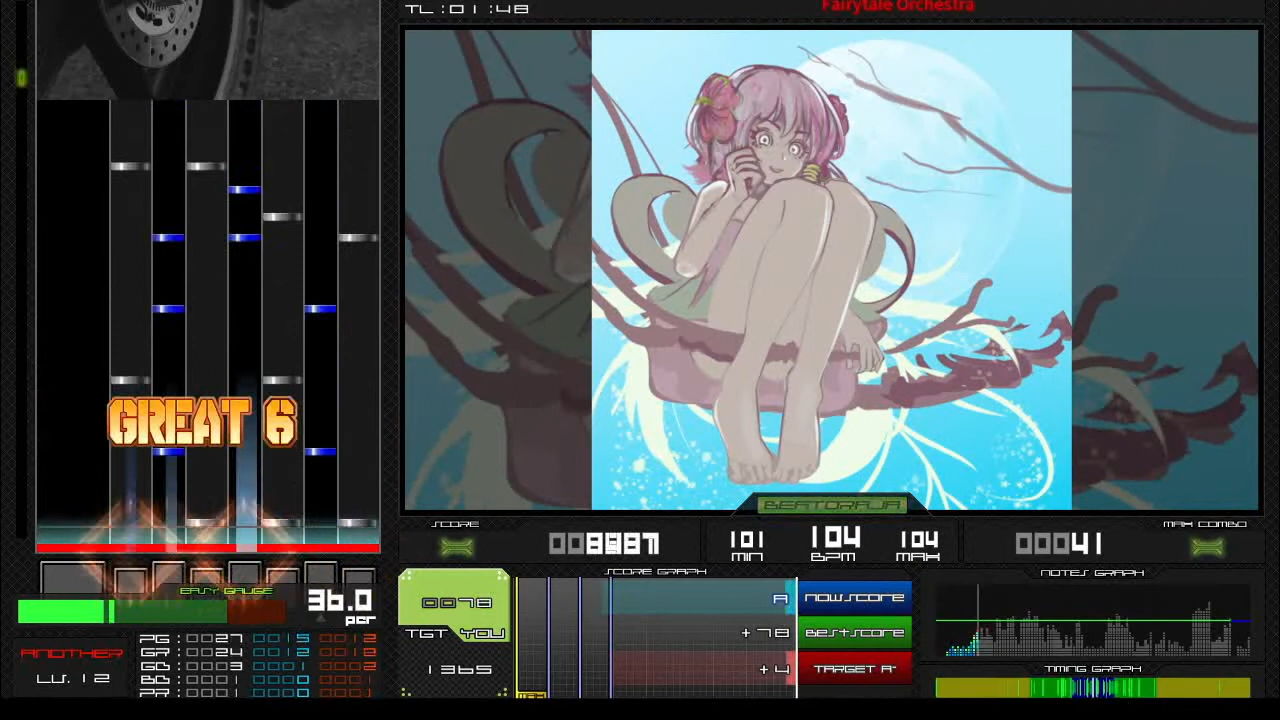 TL:01:48
Fairytale Orchestra
0
GREAT 6
BEATORAJA
SCORE
MAX COMBO
101 MIN
104 BPM
104 MAX
00041
SCORE GRAPH
NOTES GRAPH
EASY GAUGE
36.0 PCT
0078
TGT YOU
1365
A NOWSCORE
+78 BESTSCORE
+4
MAX
ANOTHER
LV. 12
PG:0027 0015 0012
GR:0024 0012 0012
GD:0003 0001 0002
BD:0001 0000 0001
PR:0001 0000 0001
TIMING GRAPH